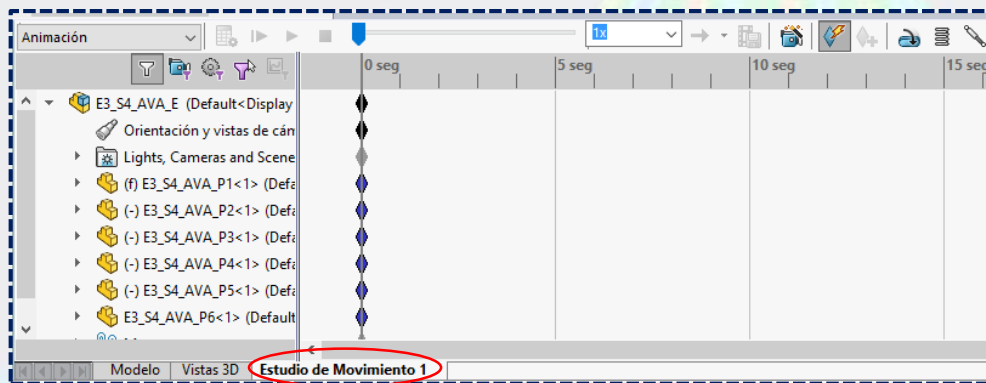 Animación 1x
0 seg 5 seg 10 seg 15 seg
E3_S4_AVA_E (Default<Display
Orientación y vistas de cám
Lights, Cameras and Scene
(f) E3_S4_AVA_P1<1> (Defa
(-) E3_S4_AVA_P2<1> (Defa
(-) E3_S4_AVA_P3<1> (Defa
(-) E3_S4_AVA_P4<1> (Defa
(-) E3_S4_AVA_P5<1> (Defa
E3_S4_AVA_P6<1> (Default
Modelo Vistas 3D Estudio de Movimiento 1